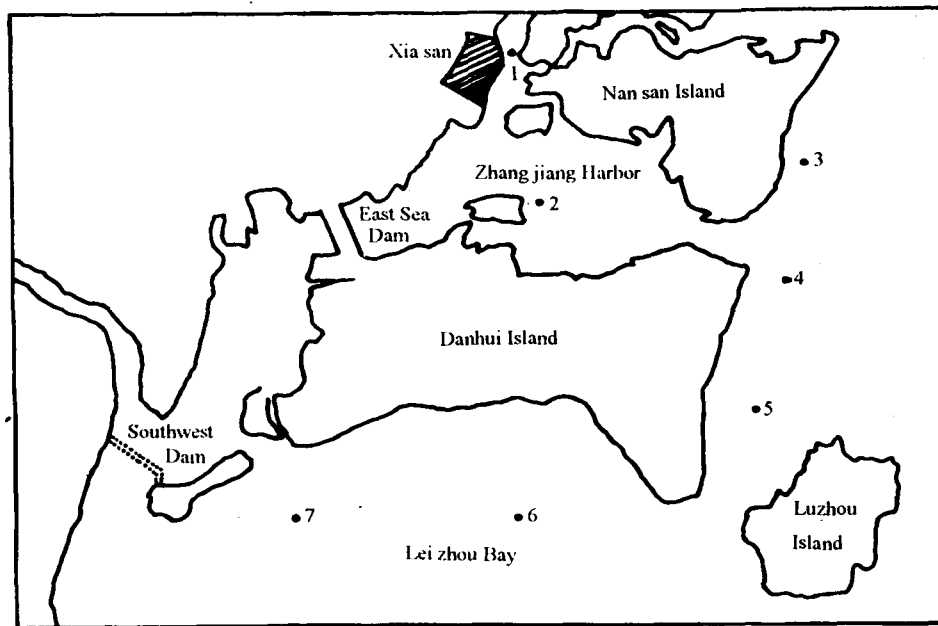 Xia san
1
Nan san Island
3
Zhang jiang Harbor
2
East Sea
Dam
4
Danhui Island
5
Southwest
Dam
7
6
Luzhou
Island
Lei zhou Bay